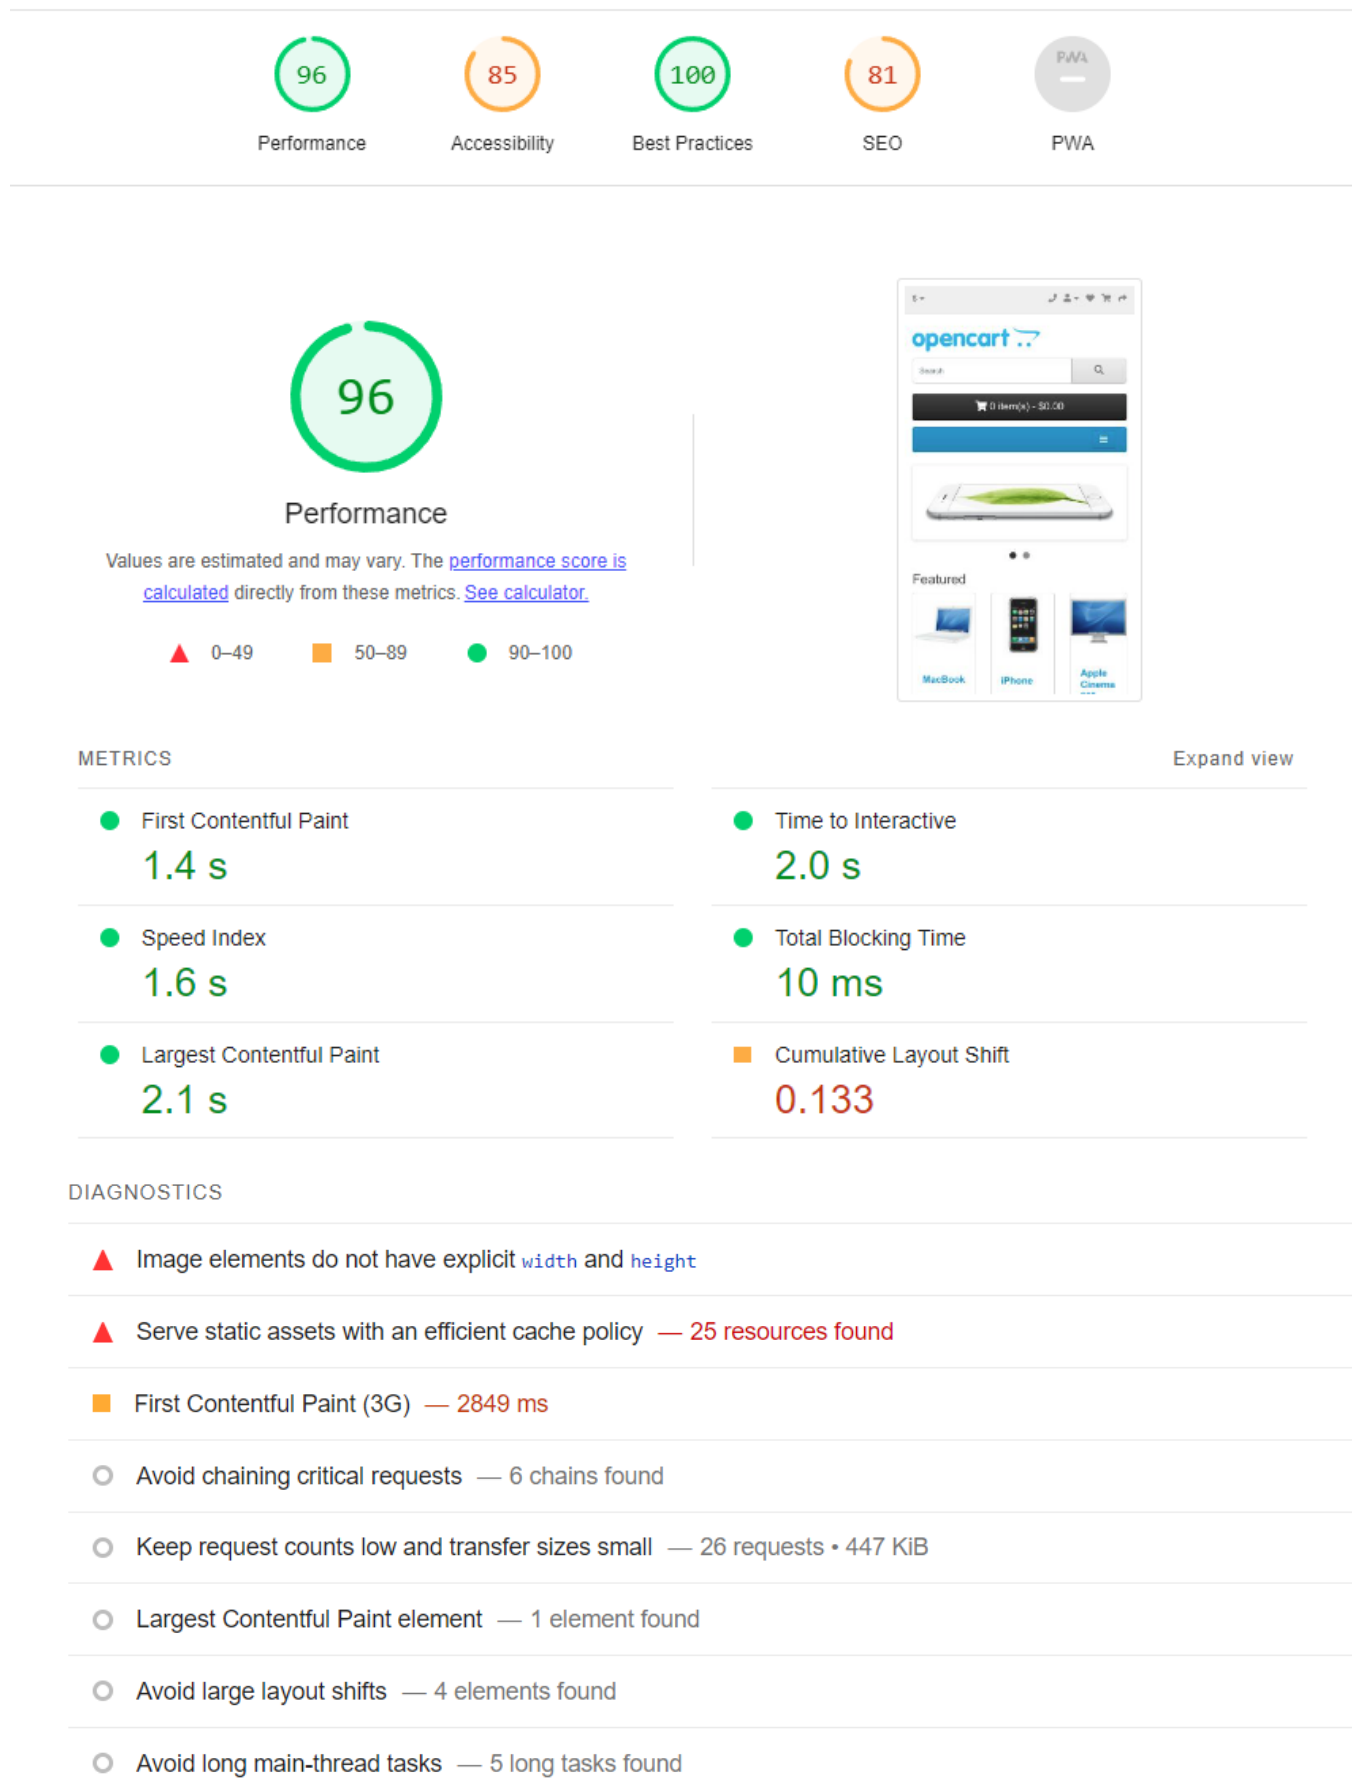 96
85
100
81
PWA
Performance
Accessibility
Best Practices
SEO
PWA
96
Performance
Values are estimated and may vary. The performance score is
calculated directly from these metrics. See calculator.
0–49
50–89
90–100
opencart
Search
0 item(s) - $0.00
Featured
MacBook
iPhone
Apple
Cinema
METRICS
Expand view
First Contentful Paint
1.4 s
Time to Interactive
2.0 s
Speed Index
1.6 s
Total Blocking Time
10 ms
Largest Contentful Paint
2.1 s
Cumulative Layout Shift
0.133
DIAGNOSTICS
Image elements do not have explicit width and height
Serve static assets with an efficient cache policy — 25 resources found
First Contentful Paint (3G) — 2849 ms
Avoid chaining critical requests — 6 chains found
Keep request counts low and transfer sizes small — 26 requests • 447 KiB
Largest Contentful Paint element — 1 element found
Avoid large layout shifts — 4 elements found
Avoid long main-thread tasks — 5 long tasks found